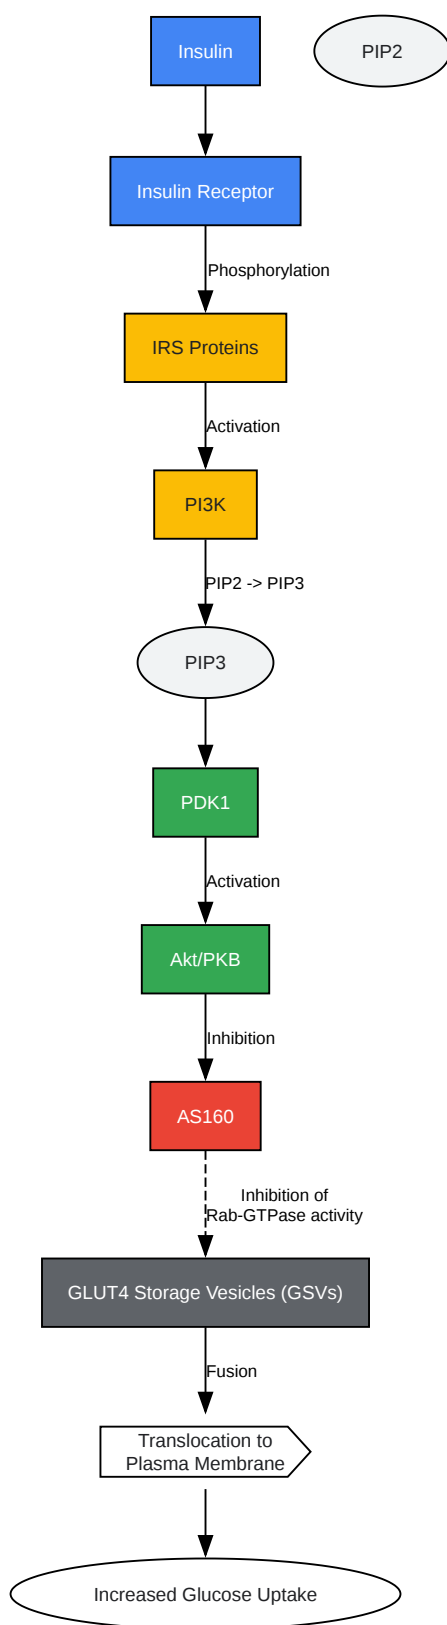 Insulin
PIP2
Insulin Receptor
Phosphorylation
IRS Proteins
Activation
PI3K
PIP2 -> PIP3
PIP3
PDK1
Activation
Akt/PKB
Inhibition
AS160
Inhibition of
Rab-GTPase activity
GLUT4 Storage Vesicles (GSVs)
Fusion
Translocation to
Plasma Membrane
Increased Glucose Uptake